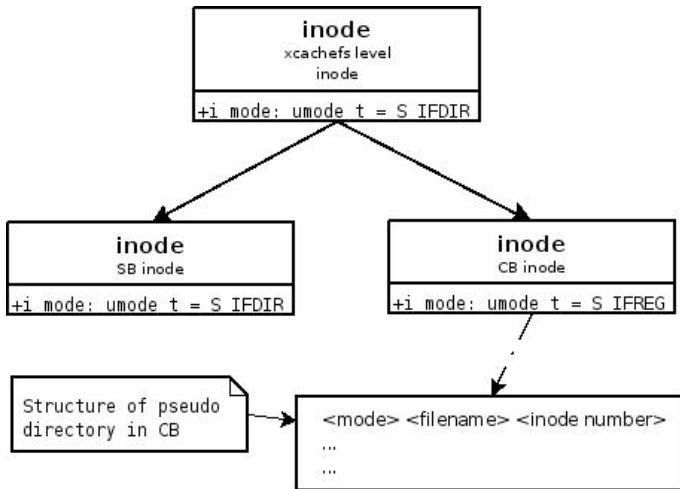 inode
xcachefs level
inode
+i mode: umode t = S IFDIR
inode
SB inode
+i mode: umode t = S IFDIR
inode
CB inode
+i mode: umode t = S IFREG
Structure of pseudo
directory in CB
<mode> <filename> <inode number>
...
...